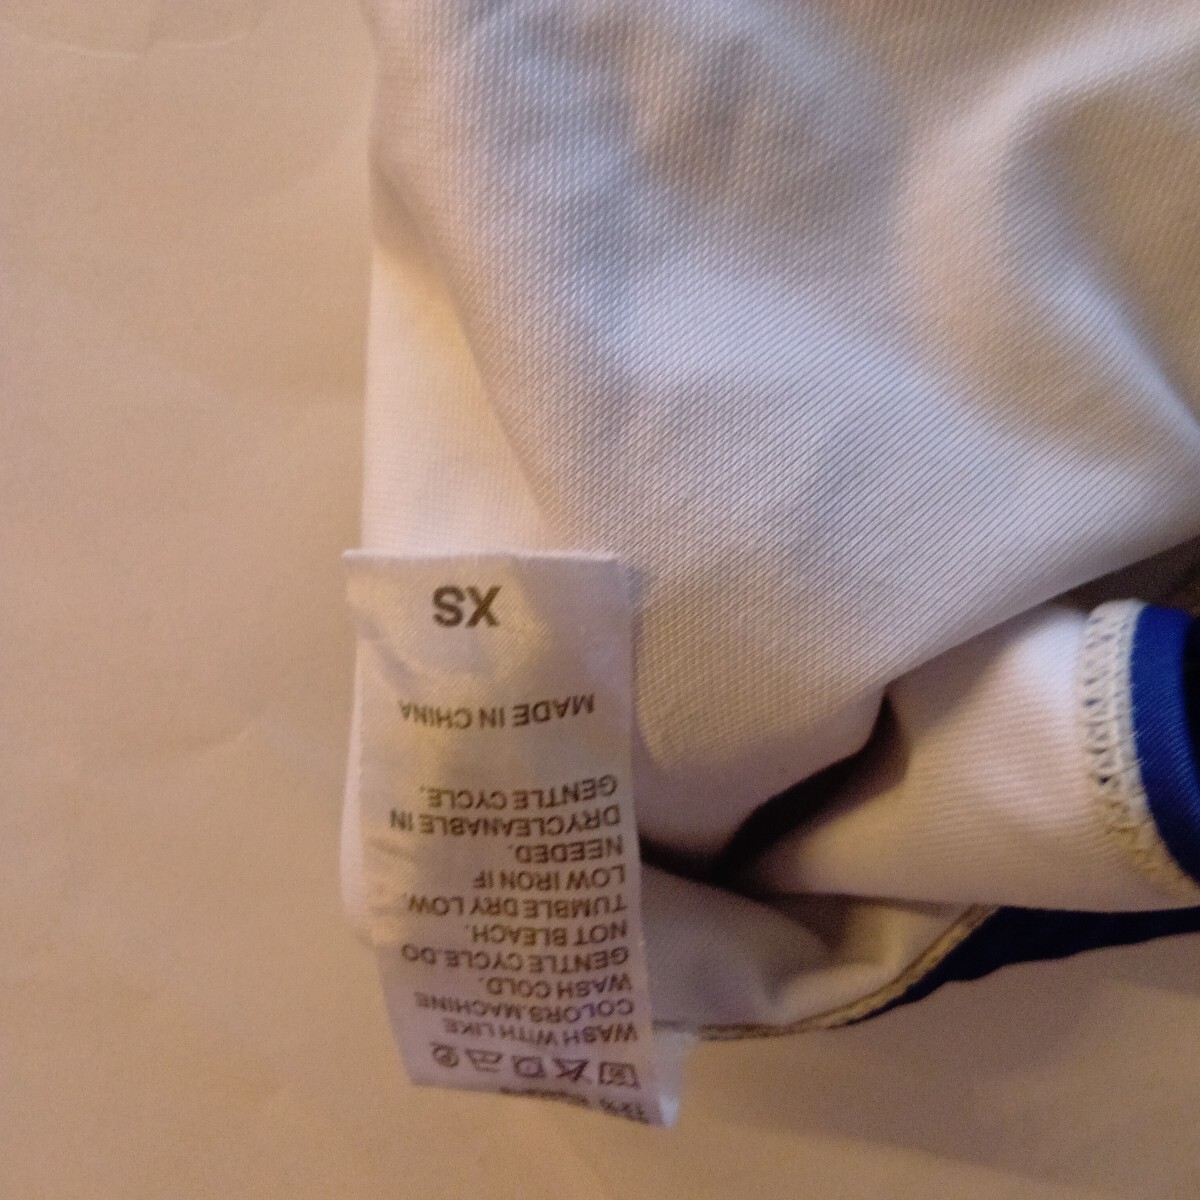 WASH WITH LIKE
COLORS.MACHINE
WASH COLD.
GENTLE CYCLE.DO
NOT BLEACH.
TUMBLE DRY LOW.
LOW IRON IF
NEEDED.
DRYCLEANABLE IN
GENTLE CYCLE.
MADE IN CHINA
XS